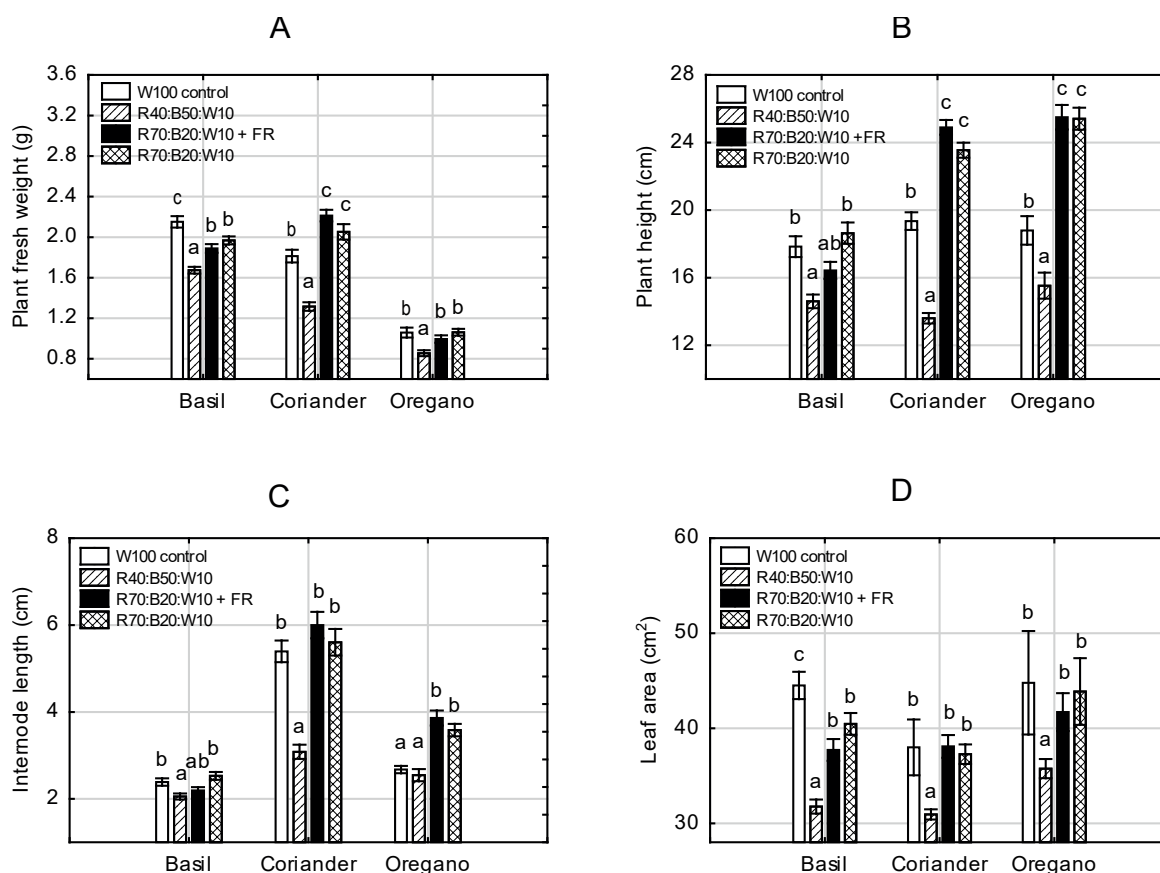 A
Plant fresh weight (g)
3.6
3.2
2.8
2.4
2.0
1.6
1.2
0.8
W100 control
R40:B50:W10
R70:B20:W10 + FR
R70:B20:W10
c
a
b
b
b
a
c
c
b
a
b
b
Basil
Coriander
Oregano
B
Plant height (cm)
28
24
20
16
12
W100 control
R40:B50:W10
R70:B20:W10 +FR
R70:B20:W10
b
a
ab
b
b
a
c
c
b
a
c
c
Basil
Coriander
Oregano
C
Internode length (cm)
8
6
4
2
W100 control
R40:B50:W10
R70:B20:W10 + FR
R70:B20:W10
b
a
ab
b
b
a
b
b
a
a
b
b
Basil
Coriander
Oregano
D
Leaf area (cm²)
60
50
40
30
W100 control
R40:B50:W10
R70:B20:W10 + FR
R70:B20:W10
c
a
b
b
b
a
b
b
b
a
b
b
Basil
Coriander
Oregano